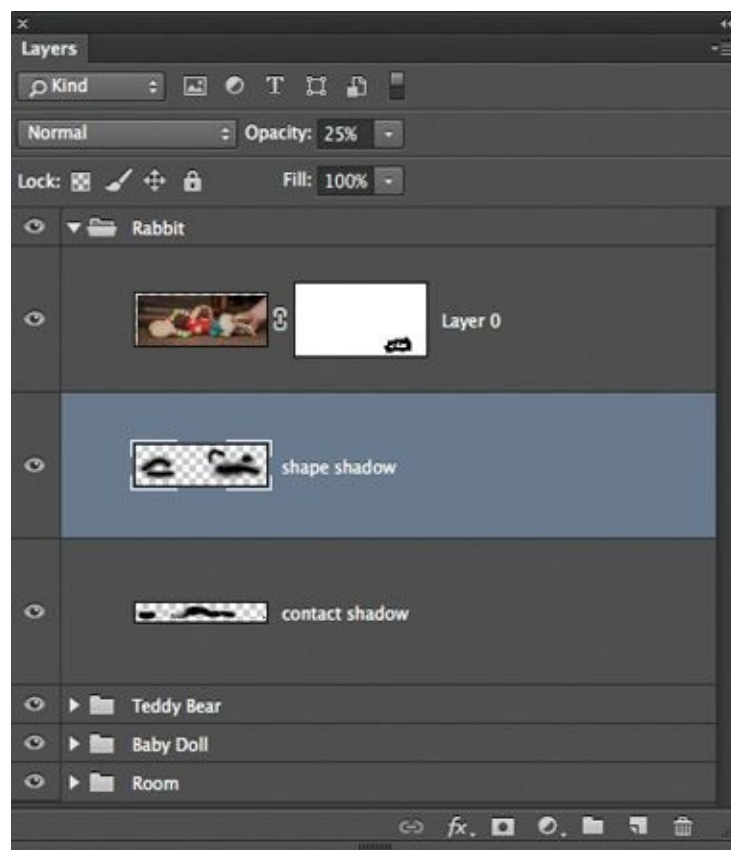 Layers
Kind
Normal Opacity: 25%
Lock: Fill: 100%
Rabbit
Layer 0
shape shadow
contact shadow
Teddy Bear
Baby Doll
Room
fx.